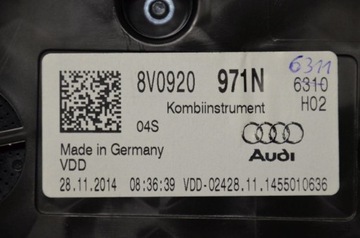 6311
8V0920 971N 6310
Kombiinstrument H02
04S
Made in Germany
VDD
Audi
28.11.2014 08:36:39 VDD-02428.11.1455010636